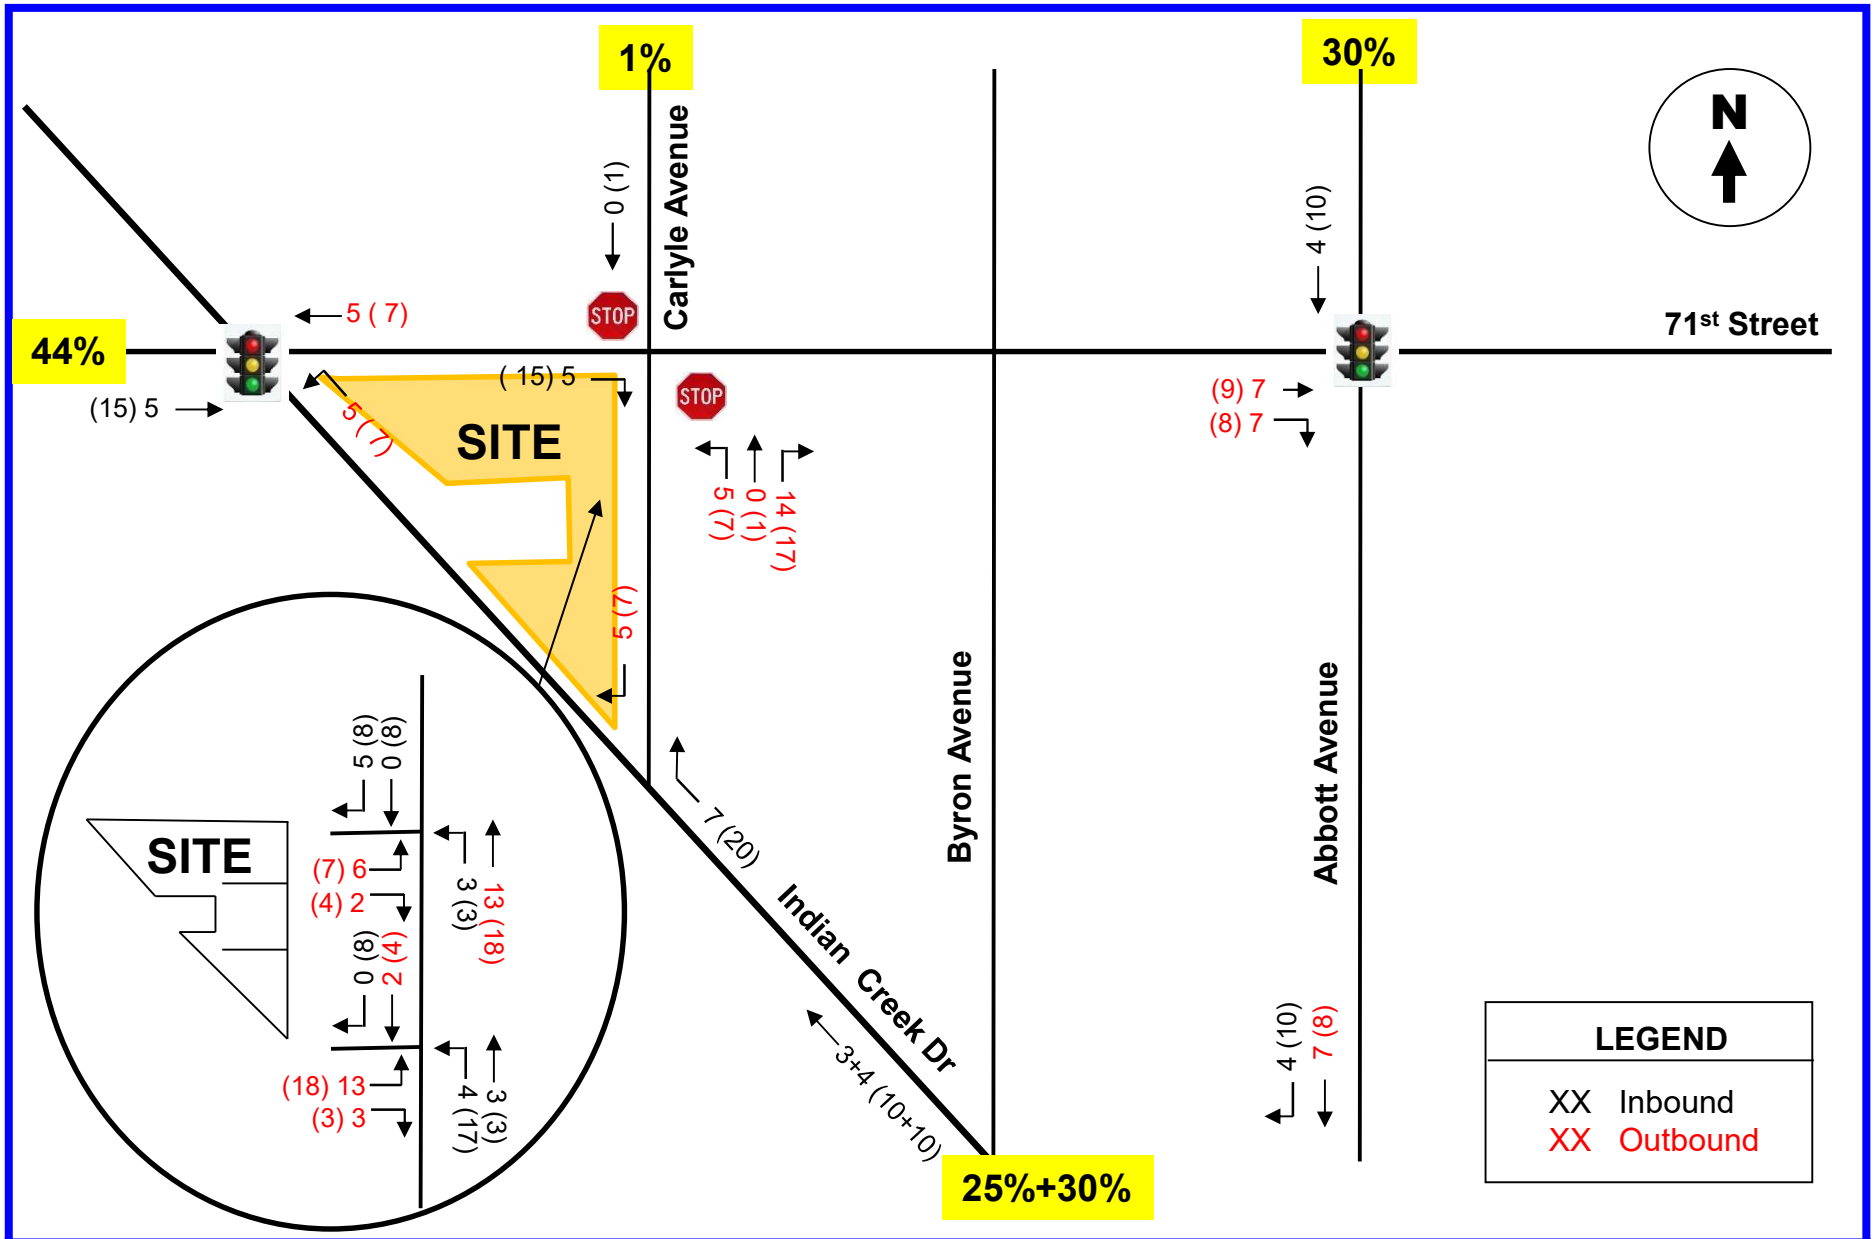 1%
30%
N
Carlyle Avenue
0 (1)
4 (10)
STOP
5 ( 7)
71st Street
44%
( 15) 5
(15) 5
5 (7)
SITE
STOP
(9) 7
(8) 7
5 (7)
0 (1)
14 (17)
5 (7)
Byron Avenue
Abbott Avenue
7 (20)
Indian Creek Dr
3+4 (10+10)
25%+30%
4 (10)
7 (8)
5 (8)
0 (8)
SITE
(7) 6
(4) 2
3 (3)
13 (18)
0 (8)
2 (4)
(18) 13
(3) 3
4 (17)
3 (3)
LEGEND
XX Inbound
XX Outbound